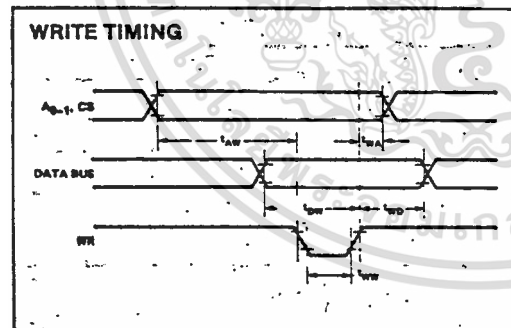 WRITE TIMING
A0–1, CS
tAW
tWA
DATA BUS
tDW
tWD
WR
tWW